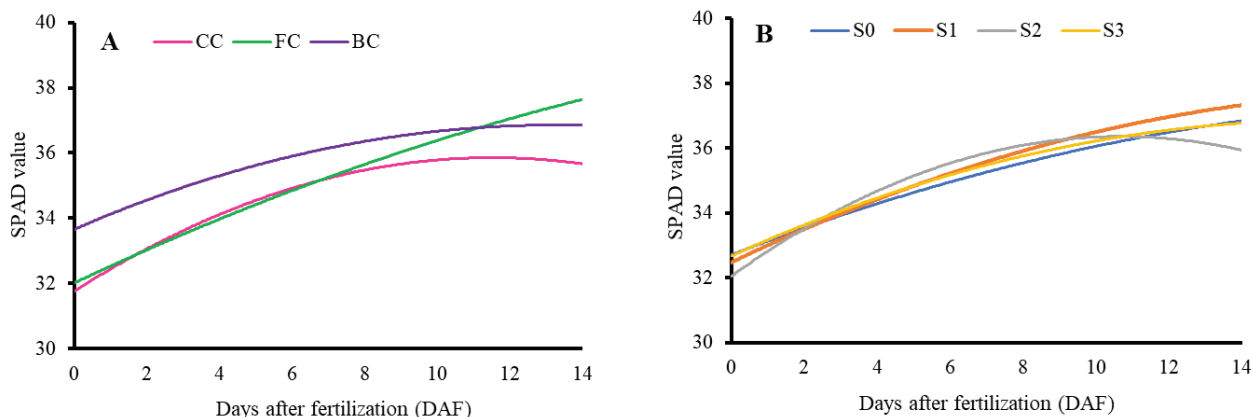 A
CC FC BC
SPAD value
40
38
36
34
32
30
0 2 4 6 8 10 12 14
Days after fertilization (DAF)
B
S0 S1 S2 S3
SPAD value
40
38
36
34
32
30
0 2 4 6 8 10 12 14
Days after fertilization (DAF)